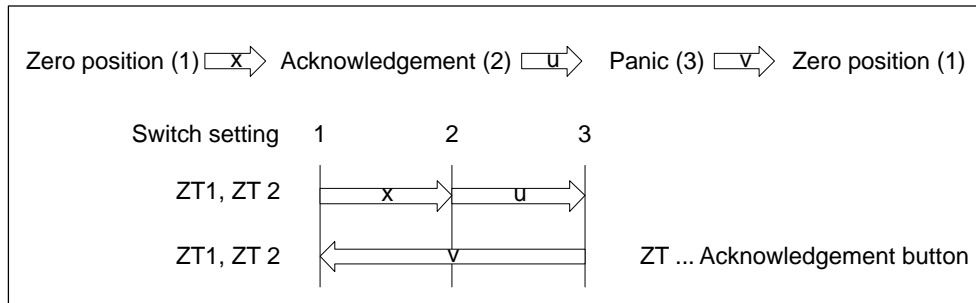 Zero position (1) x Acknowledgement (2) u Panic (3) v Zero position (1)
Switch setting 1 2 3
ZT1, ZT 2 x u
ZT1, ZT 2 v ZT ... Acknowledgement button